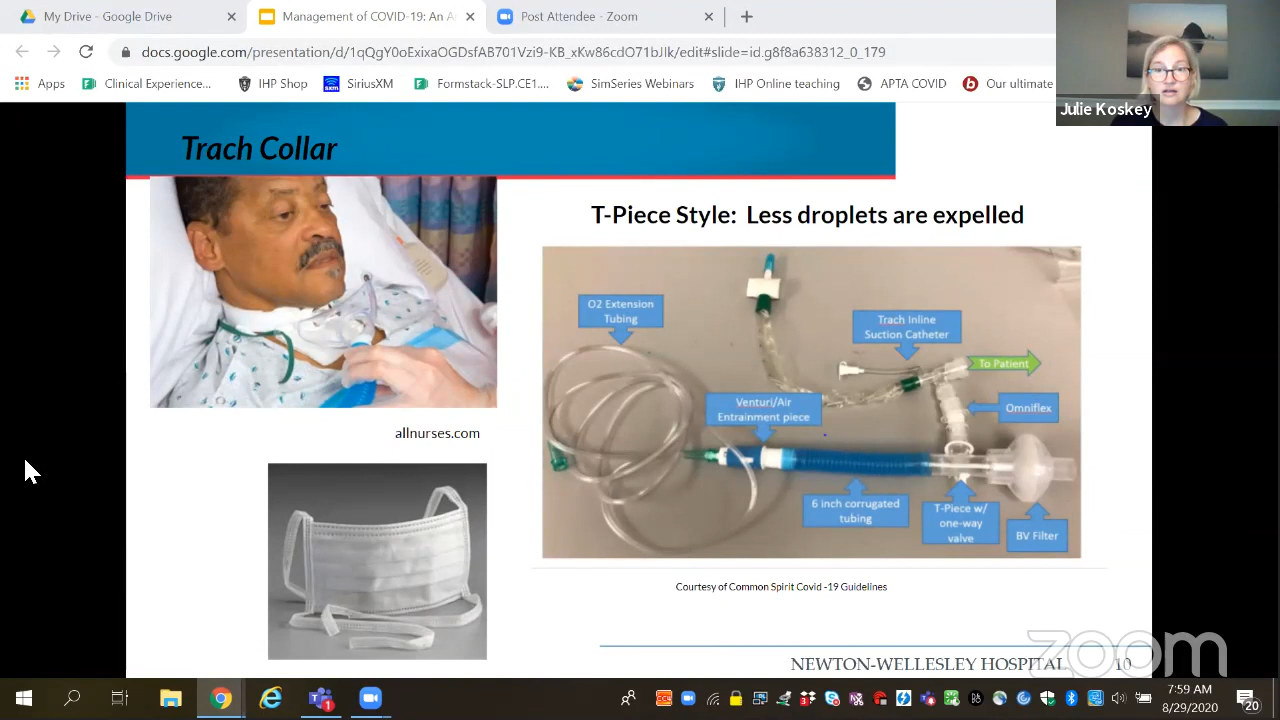 My Drive - Google Drive
Management of COVID-19: An A
Post Attendee - Zoom
docs.google.com/presentation/d/1qQgY0oExixaOGDsfAB701Vzi9-KB_xKw86cdO71bJIk/edit#slide=id.g8f8a638312_0_179
Apps
Clinical Experience...
IHP Shop
SiriusXM
Formstack-SLP.CE1....
SimSeries Webinars
IHP Online teaching
APTA COVID
Our ultimate
Julie Koskey
Trach Collar
T-Piece Style: Less droplets are expelled
O2 Extension
Tubing
Trach Inline
Suction Catheter
To Patient
Venturi/Air
Entrainment piece
Omniflex
6 inch corrugated
tubing
T-Piece w/
one-way
valve
BV Filter
allnurses.com
Courtesy of Common Spirit Covid -19 Guidelines
NEWTON-WELLESLEY HOSPITAL
10
zoom
7:59 AM
8/29/2020
20